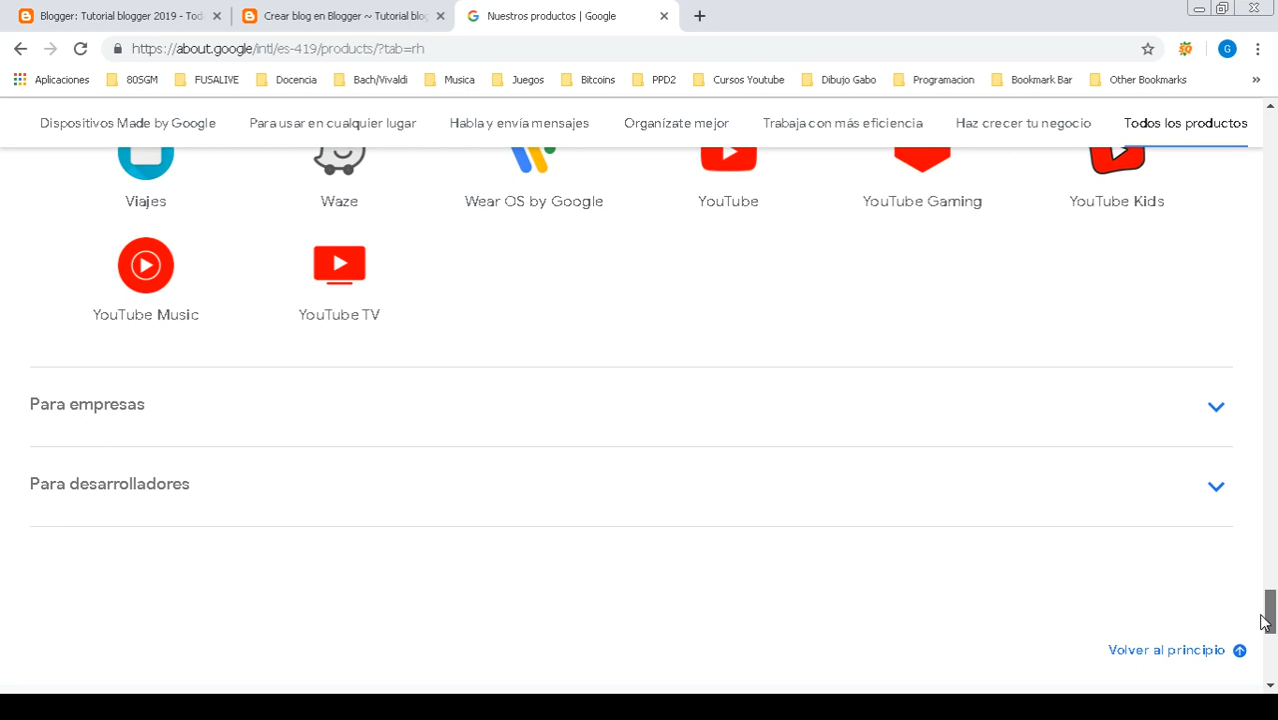 Blogger: Tutorial blogger 2019 - Tod
Crear blog en Blogger ~ Tutorial blog
Nuestros productos | Google
https://about.google/intl/es-419/products/?tab=rh
Aplicaciones
80SGM
FUSALIVE
Docencia
Bach/Vivaldi
Musica
Juegos
Bitcoins
PPD2
Cursos Youtube
Dibujo Gabo
Programacion
Bookmark Bar
Other Bookmarks
Dispositivos Made by Google
Para usar en cualquier lugar
Habla y envía mensajes
Organízate mejor
Trabaja con más eficiencia
Haz crecer tu negocio
Todos los productos
Viajes
Waze
Wear OS by Google
YouTube
YouTube Gaming
YouTube Kids
YouTube Music
YouTube TV
Para empresas
Para desarrolladores
Volver al principio